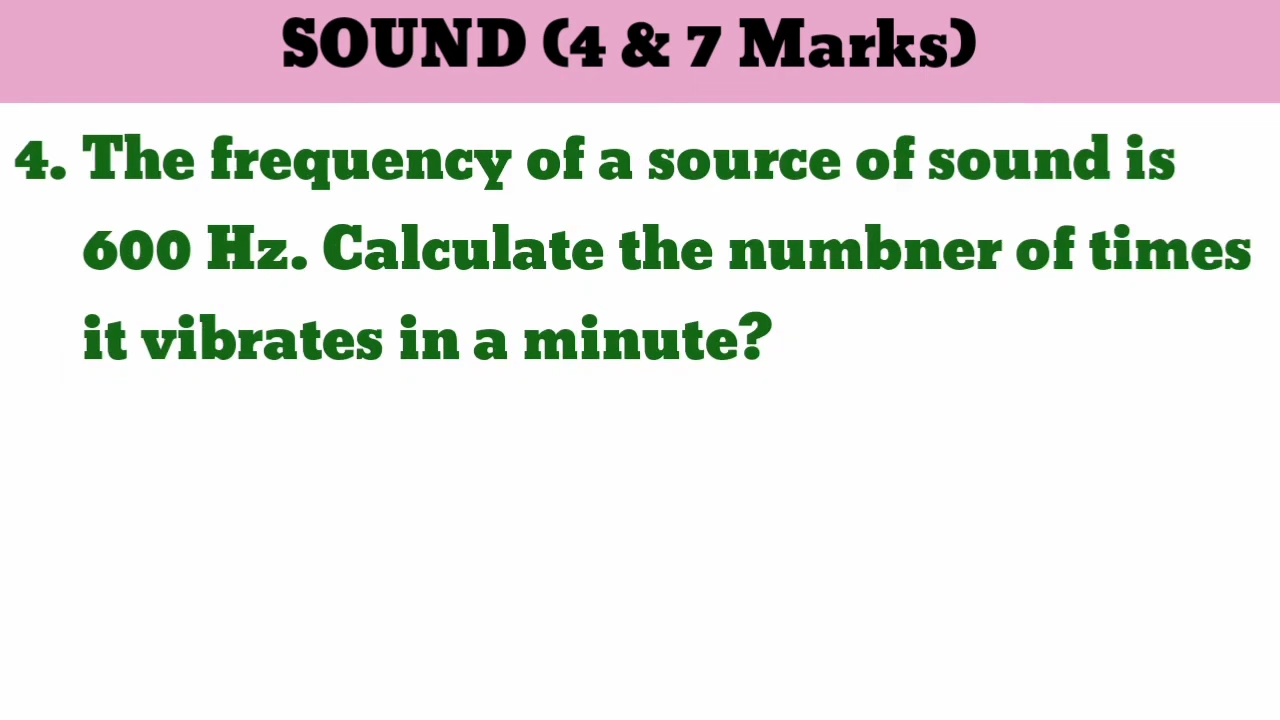 SOUND (4 & 7 Marks)
4. The frequency of a source of sound is
600 Hz. Calculate the numbner of times
it vibrates in a minute?